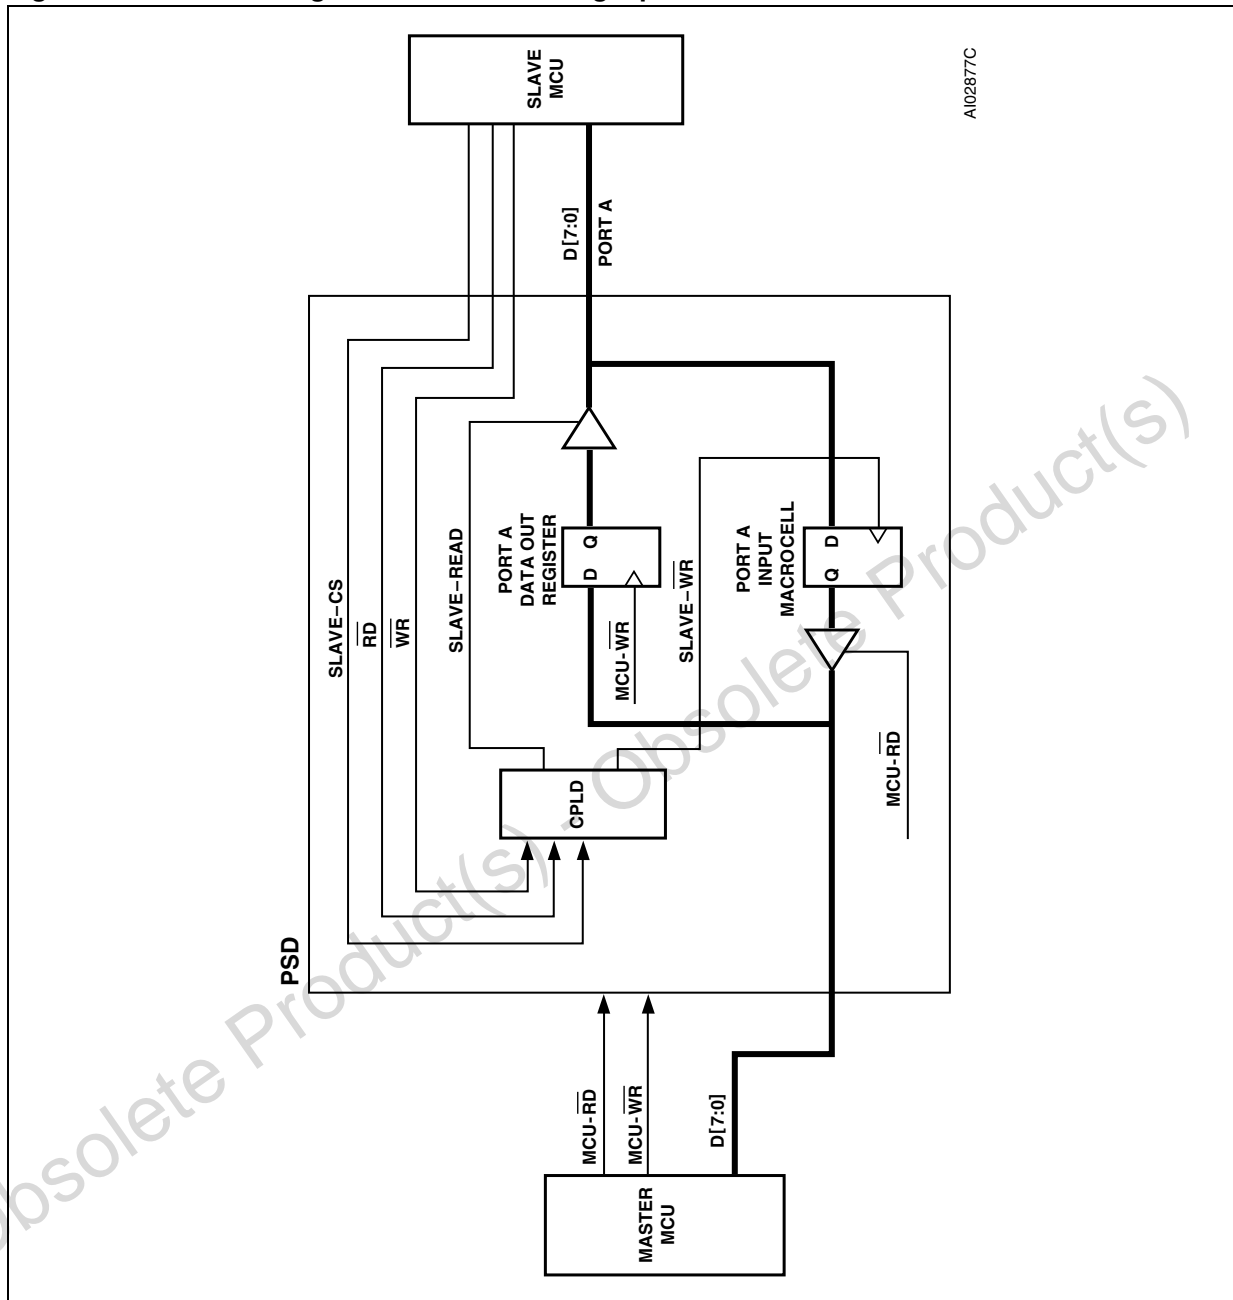 SLAVE
MCU
AI02877C
D[7:0]
PORT A
SLAVE–CS
RD
WR
SLAVE–READ
PORT A
DATA OUT
REGISTER
D Q
MCU-WR
SLAVE–WR
PORT A
INPUT
MACROCELL
Q D
MCU-RD
CPLD
PSD
MCU-RD
MCU-WR
D[7:0]
MASTER
MCU
Obsolete Product(s) - Obsolete Product(s)